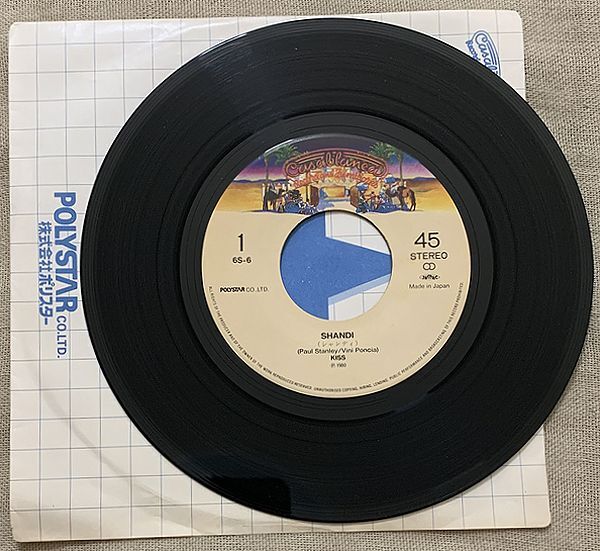 Casablanca
1
6S-6
45
STEREO
POLYSTAR CO.,LTD.
Made in Japan
SHANDI
(シャンディ)
(Paul Stanley/Vini Poncia)
KISS
℗ 1980
POLYSTAR CO.LTD.
株式会社ポリスター